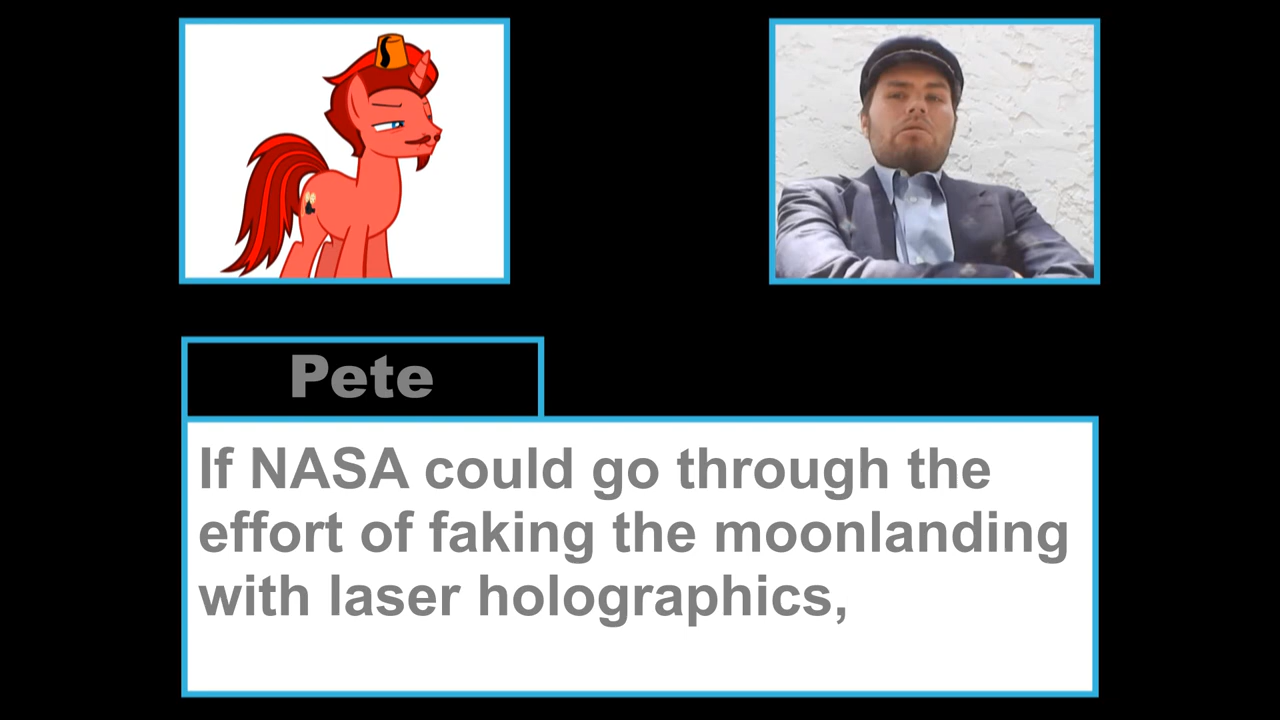 Pete
If NASA could go through the
effort of faking the moonlanding
with laser holographics,